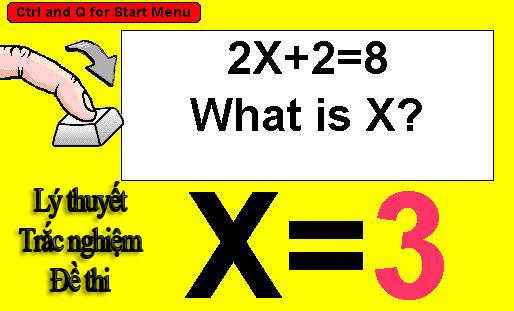 Ctrl and Q for Start Menu
2X+2=8
What is X?
Lý thuyết
Trắc nghiệm
Đề thi
X=3